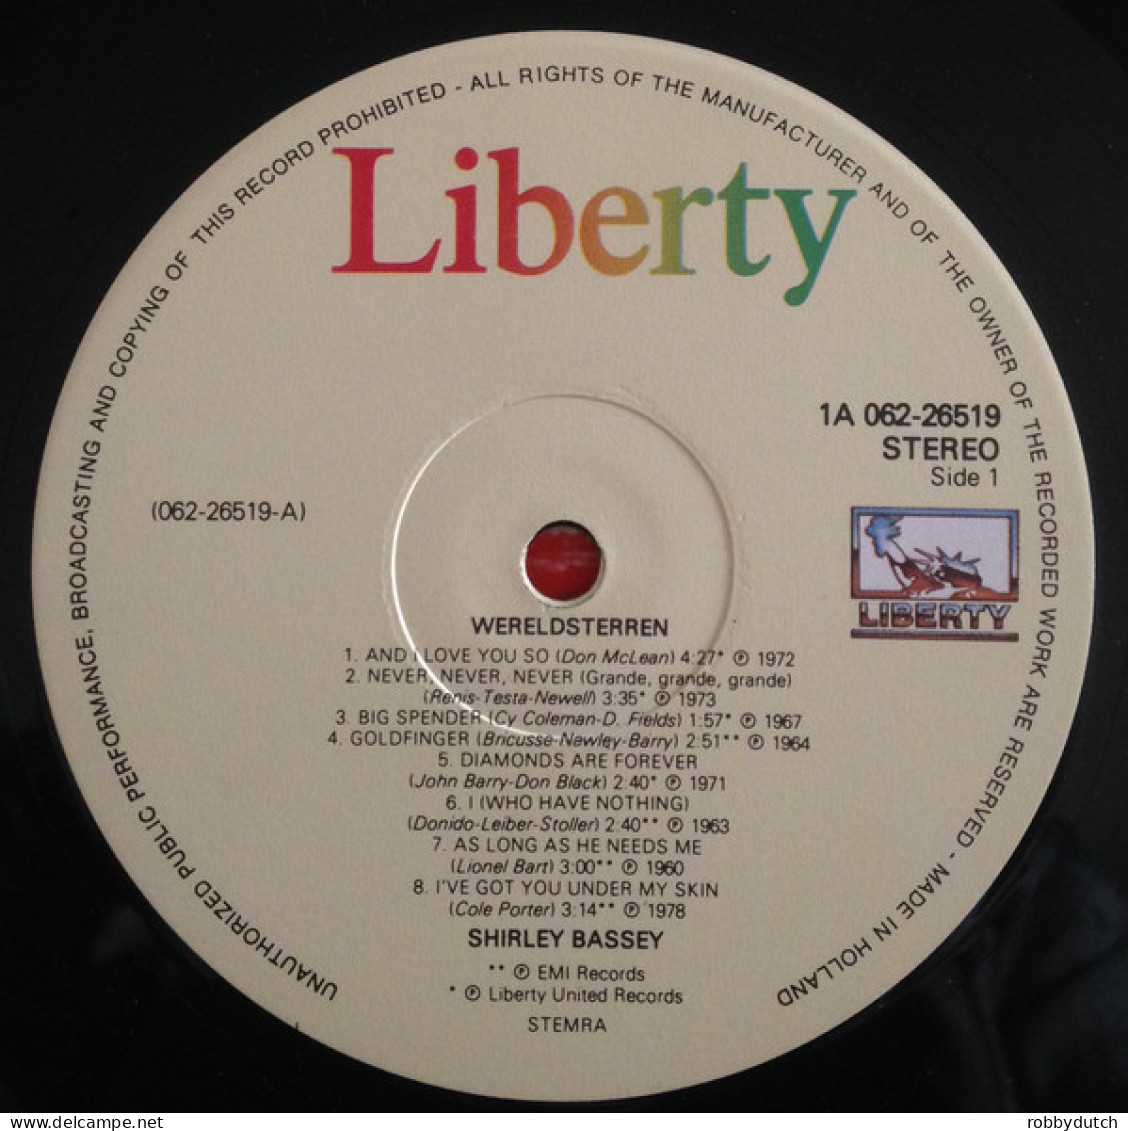 UNAUTHORIZED PUBLIC PERFORMANCE, BROADCASTING AND COPYING OF THIS RECORD PROHIBITED - ALL RIGHTS OF THE MANUFACTURER AND OF THE OWNER OF THE RECORDED WORK ARE RESERVED - MADE IN HOLLAND
Liberty
1A 062-26519
STEREO
Side 1
(062-26519-A)
LIBERTY
WERELDSTERREN
1. AND I LOVE YOU SO (Don McLean) 4:27* ℗ 1972
2. NEVER, NEVER, NEVER (Grande, grande, grande)
(Renis-Testa-Newell) 3:35* ℗ 1973
3. BIG SPENDER (Cy Coleman-D. Fields) 1:57* ℗ 1967
4. GOLDFINGER (Bricusse-Newley-Barry) 2:51** ℗ 1964
5. DIAMONDS ARE FOREVER
(John Barry-Don Black) 2:40* ℗ 1971
6. I (WHO HAVE NOTHING)
(Donido-Leiber-Stoller) 2:40** ℗ 1963
7. AS LONG AS HE NEEDS ME
(Lionel Bart) 3:00** ℗ 1960
8. I'VE GOT YOU UNDER MY SKIN
(Cole Porter) 3:14** ℗ 1978
SHIRLEY BASSEY
** ℗ EMI Records
* ℗ Liberty United Records
STEMRA
robbydutch